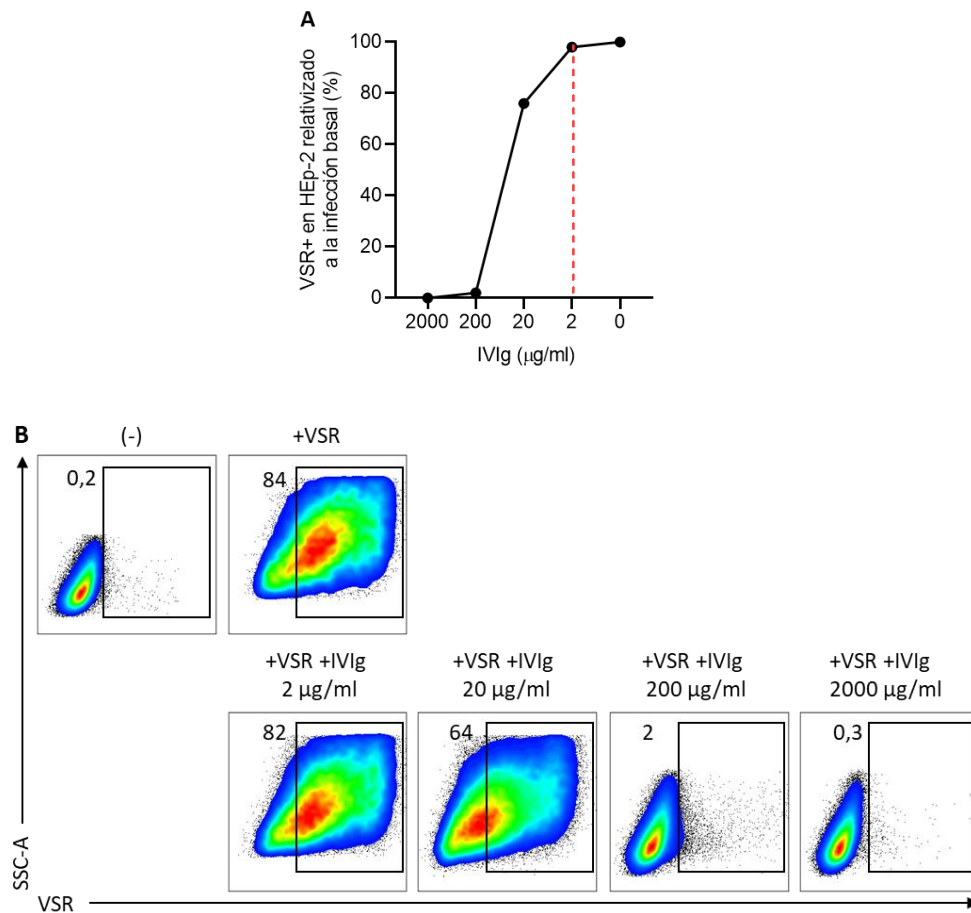 A
VSR+ en HEp-2 relativizado
a la infección basal (%)
100
80
60
40
20
0
2000 200 20 2 0
IVIg (μg/ml)
B
(-) +VSR
0,2 84
+VSR +IVIg +VSR +IVIg +VSR +IVIg +VSR +IVIg
2 μg/ml 20 μg/ml 200 μg/ml 2000 μg/ml
82 64 2 0,3
SSC-A
VSR